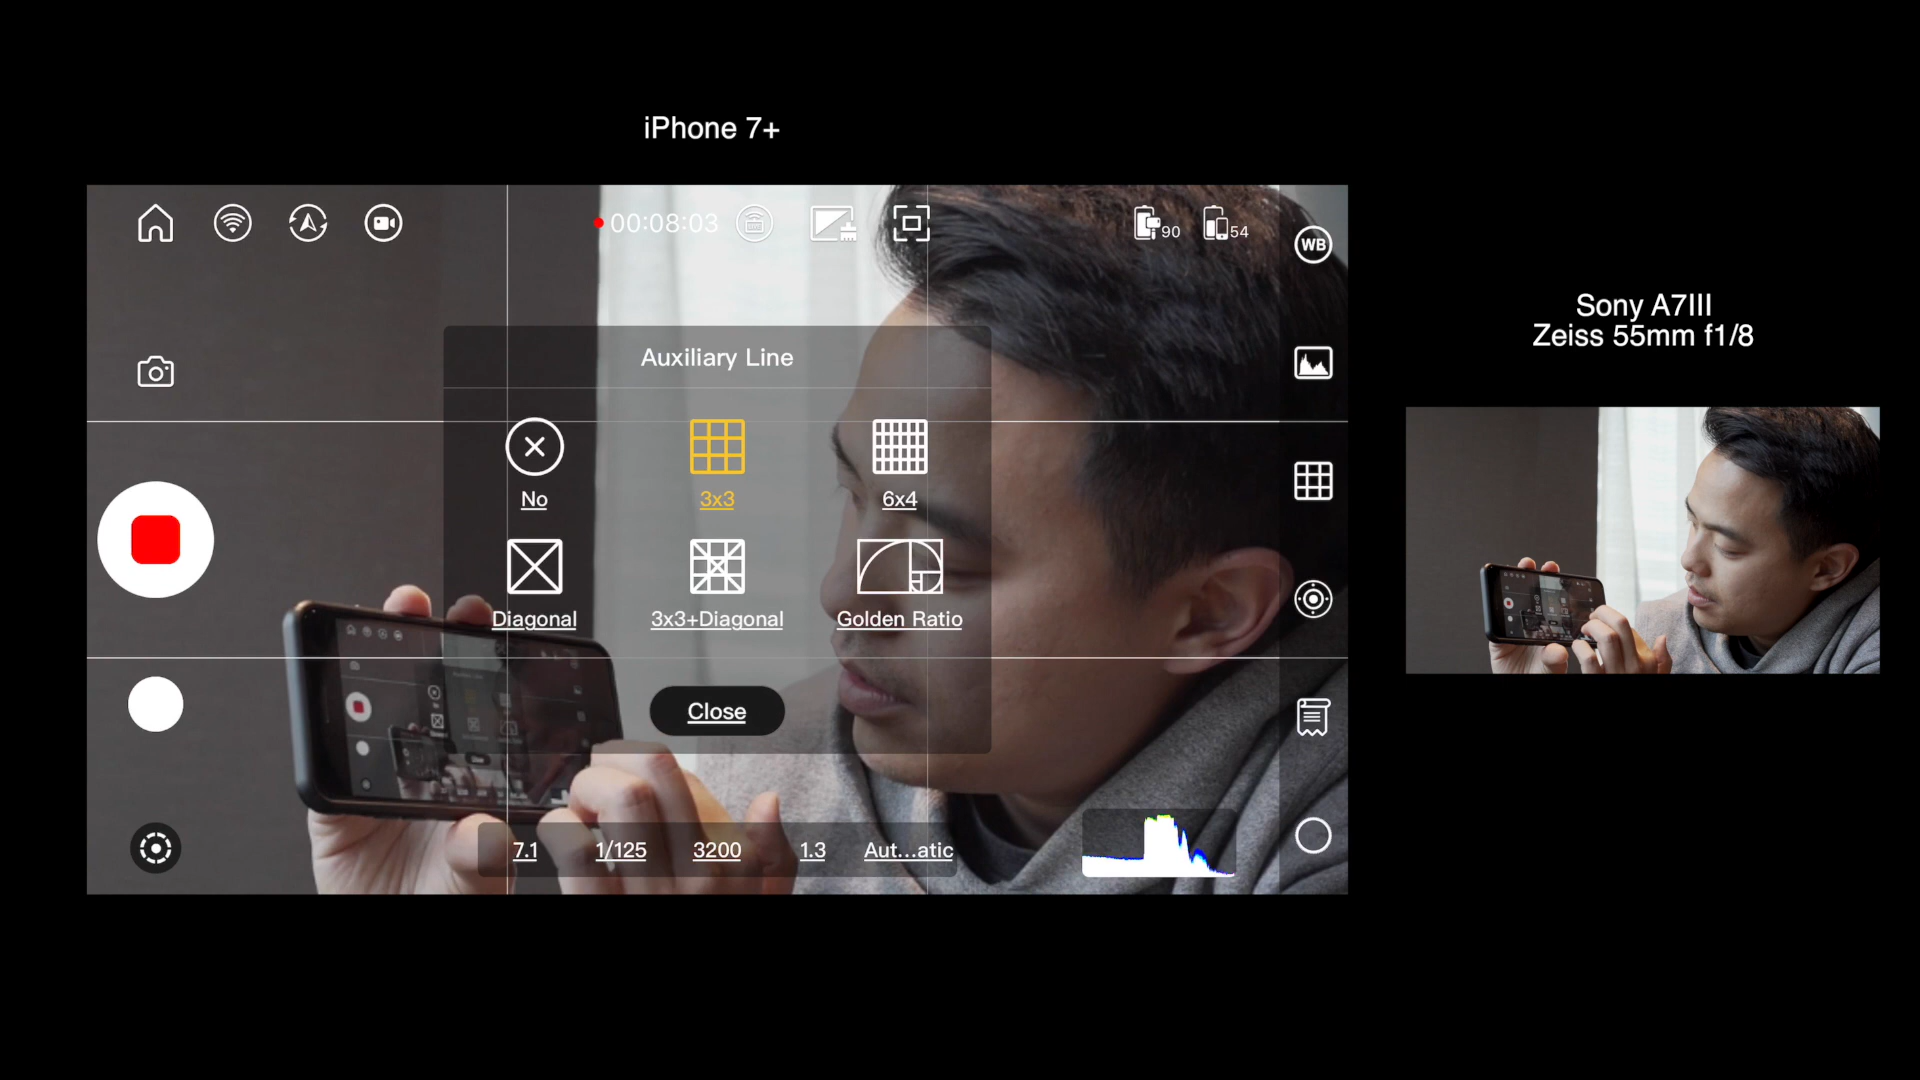 iPhone 7+
00:08:03
90
54
WB
Auxiliary Line
No
3x3
6x4
Diagonal
3x3+Diagonal
Golden Ratio
Close
7.1
1/125
3200
1.3
Aut...atic
Sony A7III
Zeiss 55mm f1/8